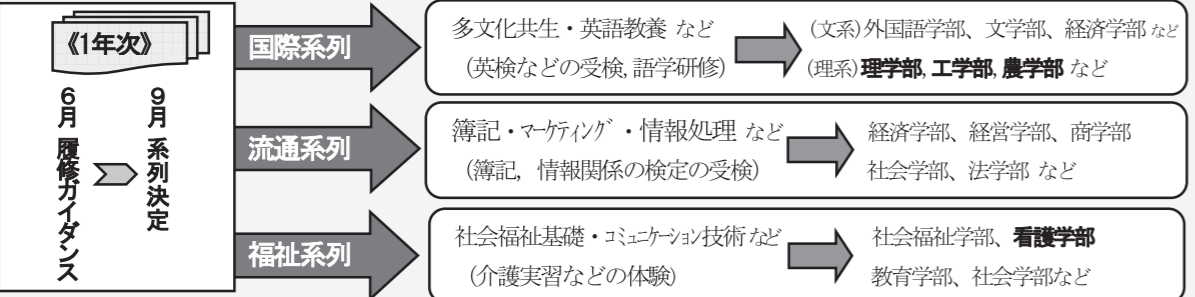 《1年次》
6月 履修ガイダンス
9月 系列決定
国際系列
多文化共生・英語教養 など
(英検などの受検,語学研修)
(文系)外国語学部、文学部、経済学部など
(理系)理学部,工学部,農学部 など
流通系列
簿記・マーケティング・情報処理 など
(簿記，情報関係の検定の受検)
経済学部、経営学部、商学部
社会学部、法学部 など
福祉系列
社会福祉基礎・コミュニケーション技術など
(介護実習などの体験)
社会福祉学部、看護学部
教育学部、社会学部など